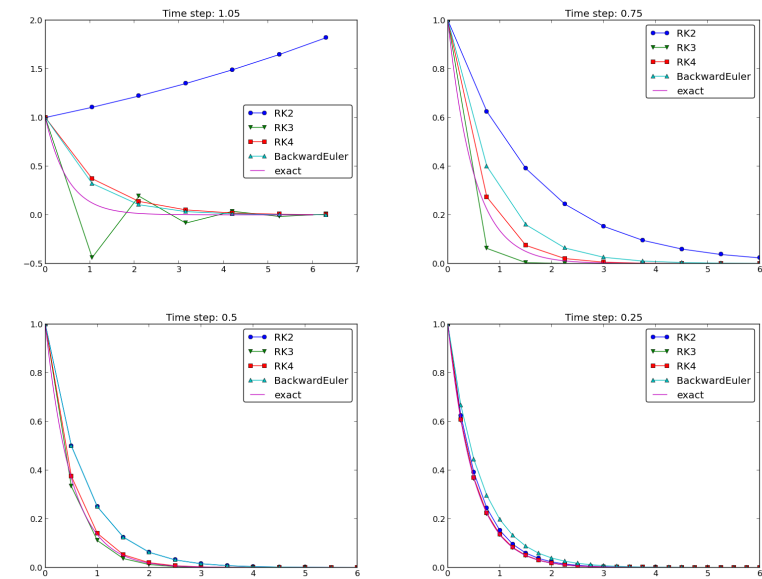 Time step: 1.05
2.0
1.5
1.0
0.5
0.0
−0.5
0 1 2 3 4 5 6 7
RK2
RK3
RK4
BackwardEuler
exact
Time step: 0.75
1.0
0.8
0.6
0.4
0.2
0.0
0 1 2 3 4 5 6
RK2
RK3
RK4
BackwardEuler
exact
Time step: 0.5
1.0
0.8
0.6
0.4
0.2
0.0
0 1 2 3 4 5 6
RK2
RK3
RK4
BackwardEuler
exact
Time step: 0.25
1.0
0.8
0.6
0.4
0.2
0.0
0 1 2 3 4 5 6
RK2
RK3
RK4
BackwardEuler
exact